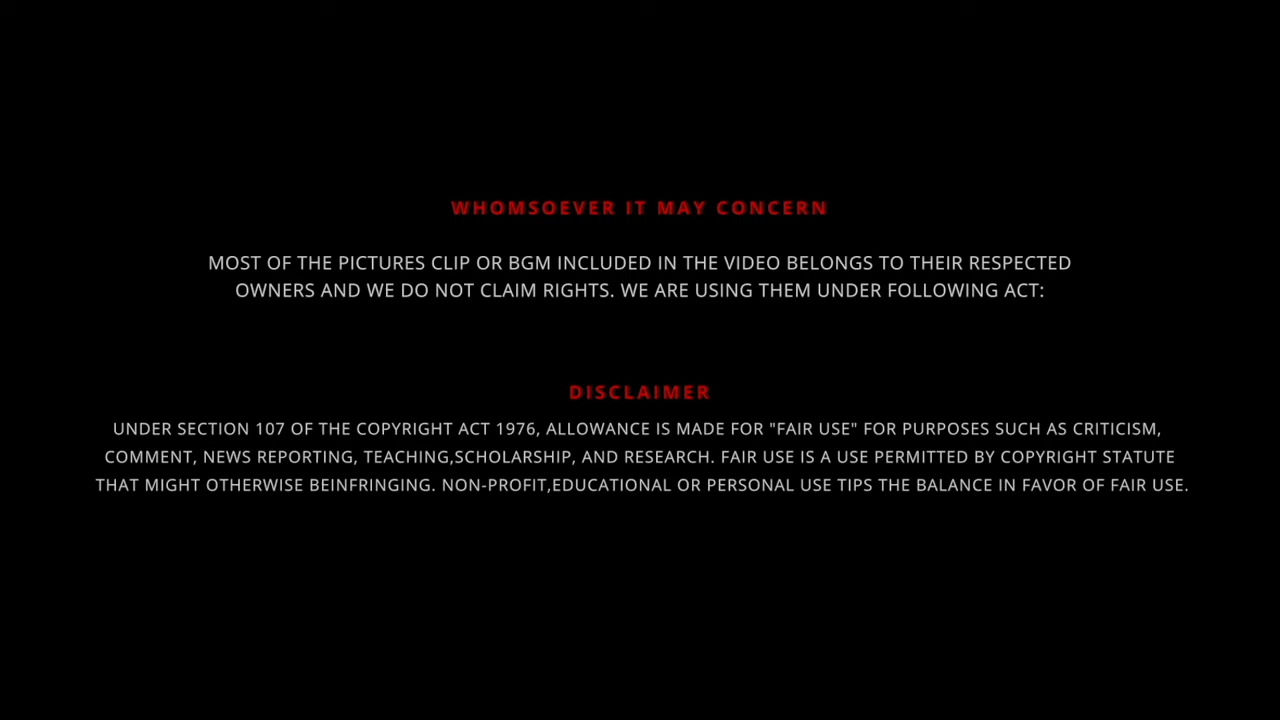 WHOMSOEVER IT MAY CONCERN
MOST OF THE PICTURES CLIP OR BGM INCLUDED IN THE VIDEO BELONGS TO THEIR RESPECTED
OWNERS AND WE DO NOT CLAIM RIGHTS. WE ARE USING THEM UNDER FOLLOWING ACT:
DISCLAIMER
UNDER SECTION 107 OF THE COPYRIGHT ACT 1976, ALLOWANCE IS MADE FOR "FAIR USE" FOR PURPOSES SUCH AS CRITICISM,
COMMENT, NEWS REPORTING, TEACHING,SCHOLARSHIP, AND RESEARCH. FAIR USE IS A USE PERMITTED BY COPYRIGHT STATUTE
THAT MIGHT OTHERWISE BEINFRINGING. NON-PROFIT,EDUCATIONAL OR PERSONAL USE TIPS THE BALANCE IN FAVOR OF FAIR USE.